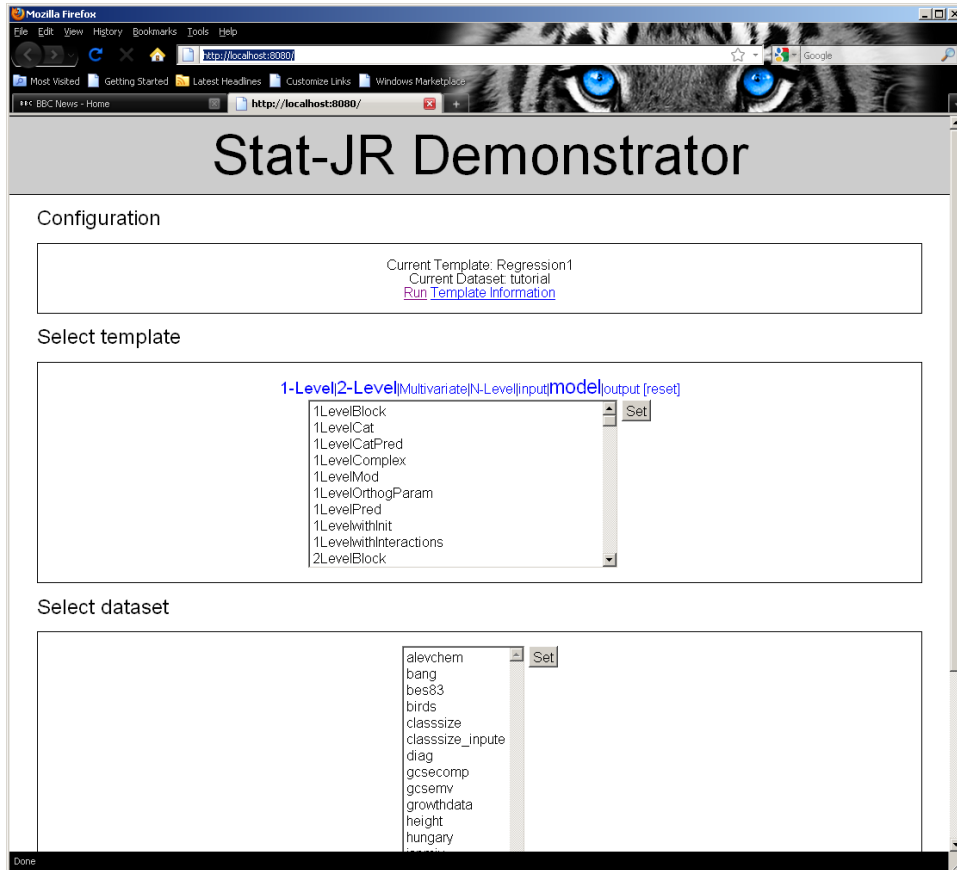 Mozilla Firefox
File Edit View History Bookmarks Tools Help
http://localhost:8080/
Google
Most Visited Getting Started Latest Headlines Customize Links Windows Marketplace
BBC BBC News - Home
http://localhost:8080/
Stat-JR Demonstrator
Configuration
Current Template: Regression1
Current Dataset: tutorial
Run Template Information
Select template
1-Level|2-Level|Multivariate|N-Level|input|model|output [reset]
1LevelBlock
Set
1LevelCat
1LevelCatPred
1LevelComplex
1LevelMod
1LevelOrthogParam
1LevelPred
1LevelwithInit
1LevelwithInteractions
2LevelBlock
Select dataset
alevchem
Set
bang
bes83
birds
classsize
classsize_impute
diag
gcsecomp
gcsemv
growthdata
height
hungary
Done